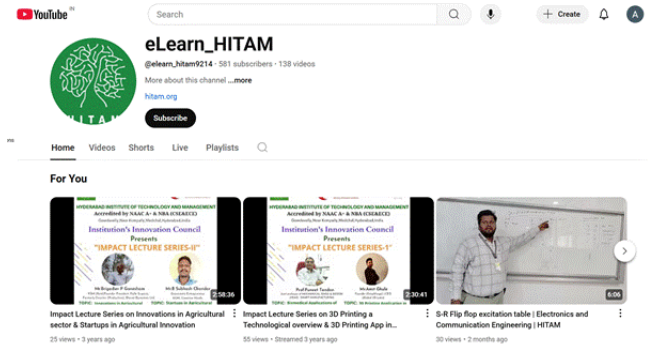 YouTube
Search
Create
A
eLearn_HITAM
@elearn_hitam9214 · 581 subscribers · 138 videos
More about this channel ...more
hitam.org
HITAM
Subscribe
Home Videos Shorts Live Playlists
For You
HYDERABAD INSTITUTE OF TECHNOLOGY AND MANAGEMENT
Accredited by NAAC A+ & NBA (CSE&ECE)
Institution's Innovation Council
Presents
"IMPACT LECTURE SERIES-II"
2:58:36
HYDERABAD INSTITUTE OF TECHNOLOGY AND MANAGEMENT
Accredited by NAAC A+ & NBA (CSE&ECE)
Institution's Innovation Council
Presents
"IMPACT LECTURE SERIES-1"
2:30:41
6:06
Impact Lecture Series on Innovations in Agricultural
sector & Startups in Agricultural Innovation
25 views · 3 years ago
Impact Lecture Series on 3D Printing a
Technological overview & 3D Printing App in...
55 views · Streamed 3 years ago
S-R Flip flop excitation table | Electronics and
Communication Engineering | HITAM
30 views · 2 months ago